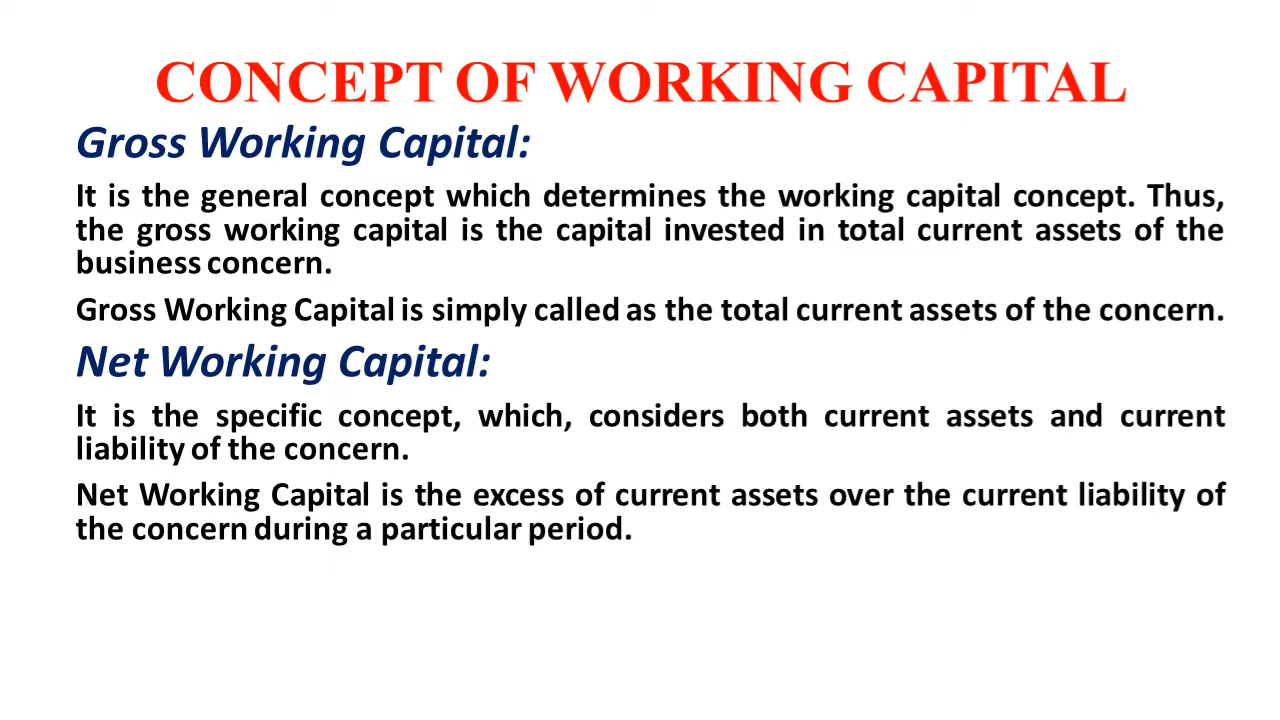 CONCEPT OF WORKING CAPITAL
Gross Working Capital:
It is the general concept which determines the working capital concept. Thus,
the gross working capital is the capital invested in total current assets of the
business concern.
Gross Working Capital is simply called as the total current assets of the concern.
Net Working Capital:
It is the specific concept, which, considers both current assets and current
liability of the concern.
Net Working Capital is the excess of current assets over the current liability of
the concern during a particular period.